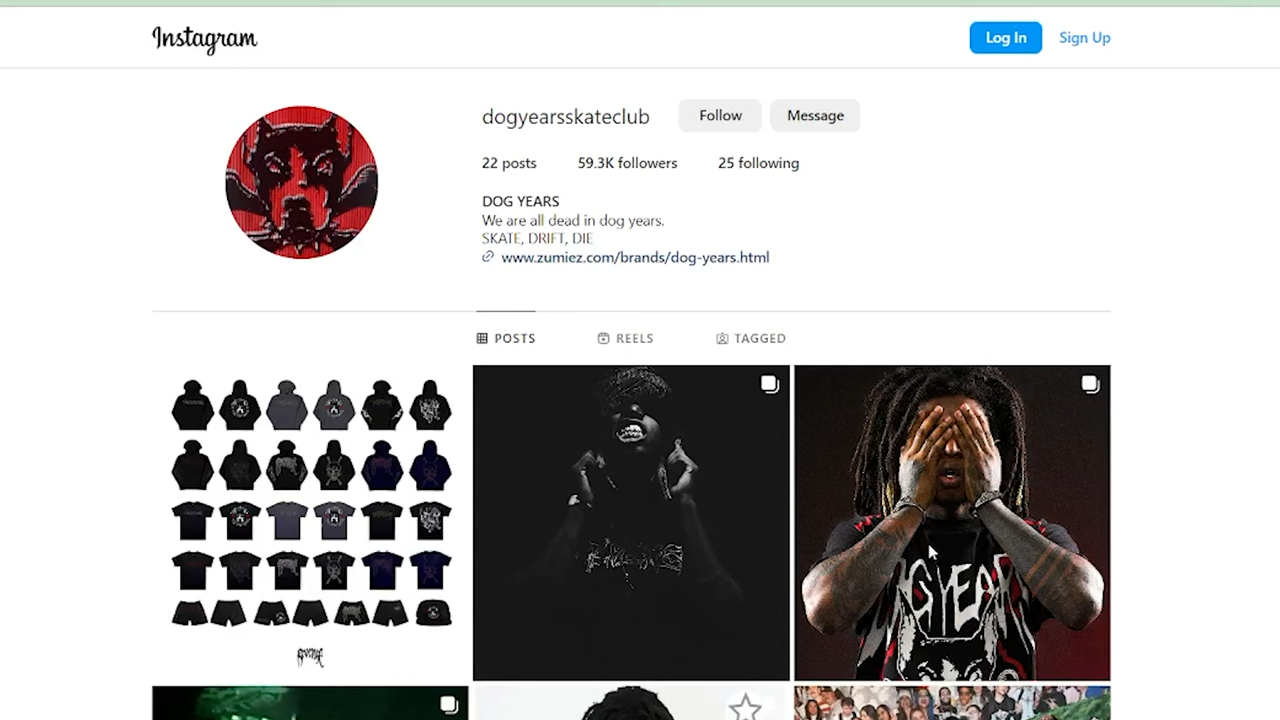 Instagram
Log In
Sign Up
dogyearsskateclub
Follow
Message
22 posts
59.3K followers
25 following
DOG YEARS
We are all dead in dog years.
SKATE, DRIFT, DIE
www.zumiez.com/brands/dog-years.html
POSTS
REELS
TAGGED